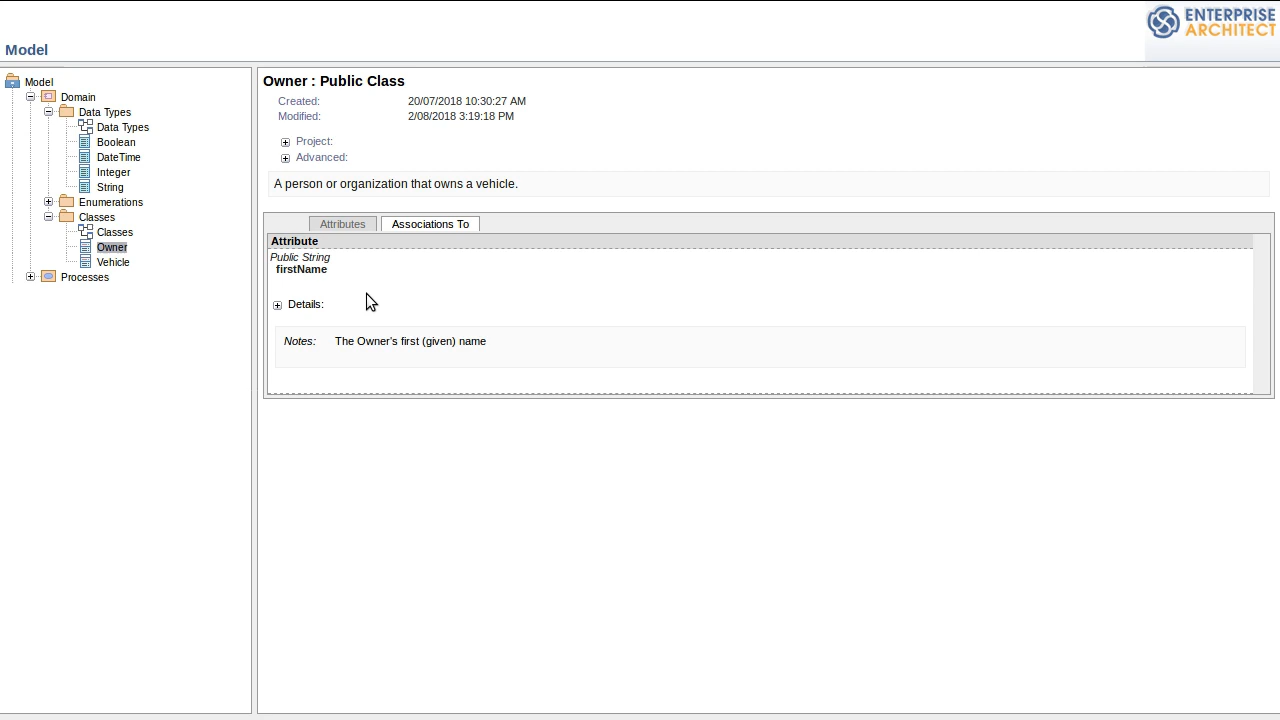 ENTERPRISE
ARCHITECT
Model
Model
Domain
Data Types
Data Types
Boolean
DateTime
Integer
String
Enumerations
Classes
Classes
Owner
Vehicle
Processes
Owner : Public Class
Created: 20/07/2018 10:30:27 AM
Modified: 2/08/2018 3:19:18 PM
Project:
Advanced:
A person or organization that owns a vehicle.
Attributes Associations To
Attribute
Public String
firstName
Details:
Notes: The Owner's first (given) name